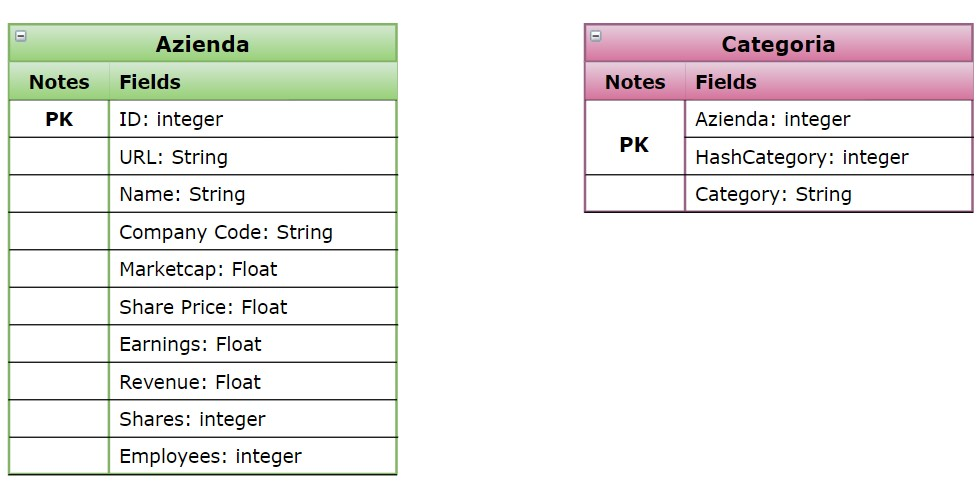 Azienda
Notes Fields
PK ID: integer
URL: String
Name: String
Company Code: String
Marketcap: Float
Share Price: Float
Earnings: Float
Revenue: Float
Shares: integer
Employees: integer
Categoria
Notes Fields
PK
Azienda: integer
HashCategory: integer
Category: String